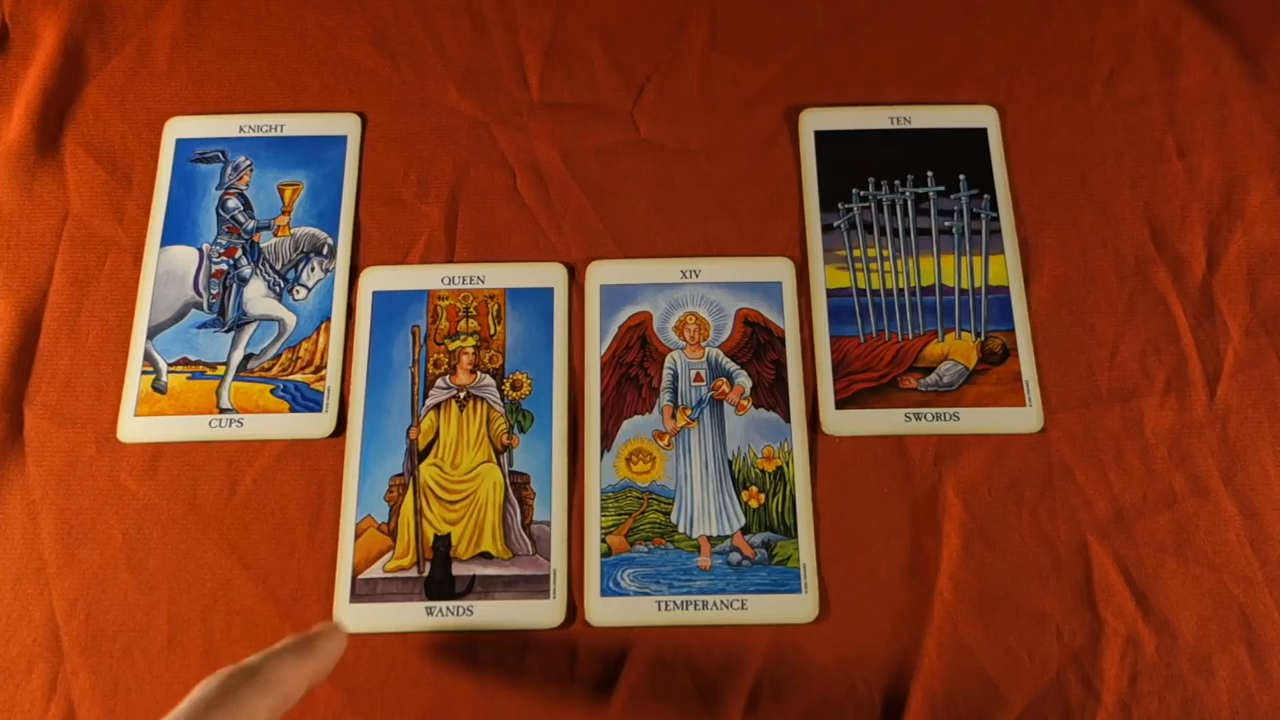 KNIGHT
CUPS
QUEEN
WANDS
XIV
TEMPERANCE
TEN
SWORDS